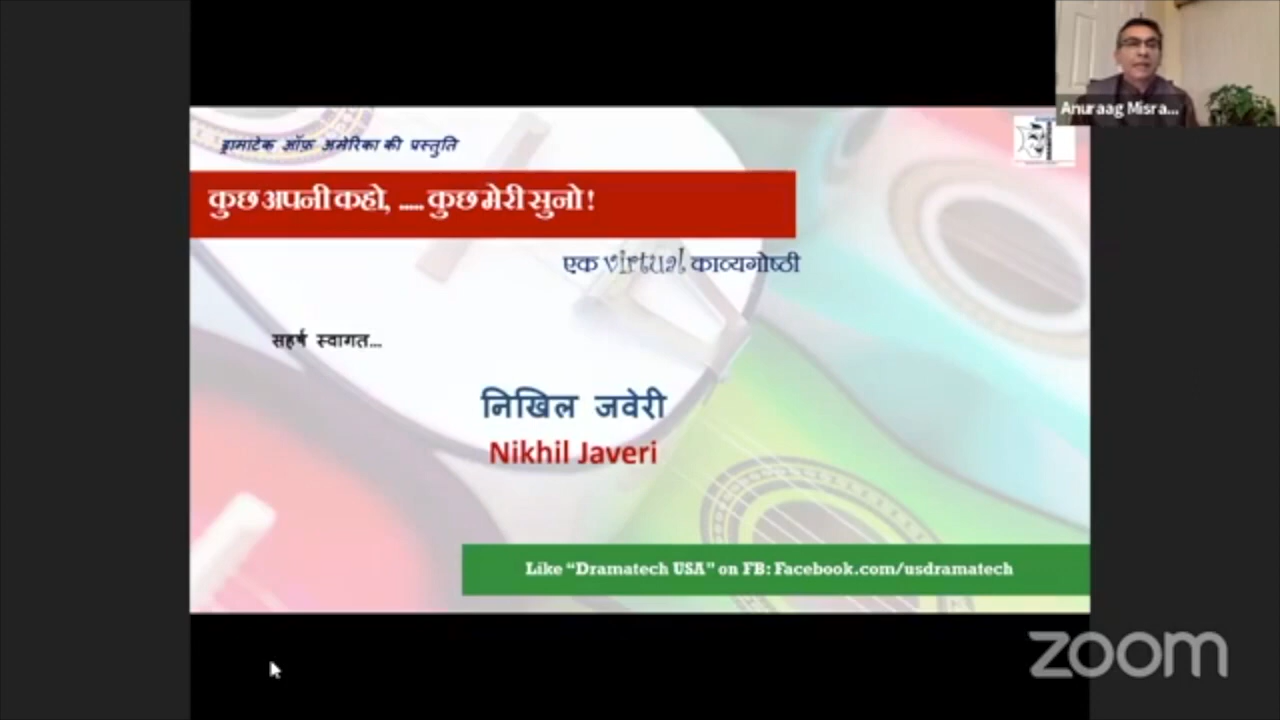 Anuraag Misra...
ड्रामाटेक ऑफ़ अमेरिका की प्रस्तुति
कुछ अपनी कहो, ..... कुछ मेरी सुनो !
एक virtual काव्यगोष्ठी
सहर्ष स्वागत...
निखिल जवेरी
Nikhil Javeri
Like “Dramatech USA” on FB: Facebook.com/usdramatech
zoom